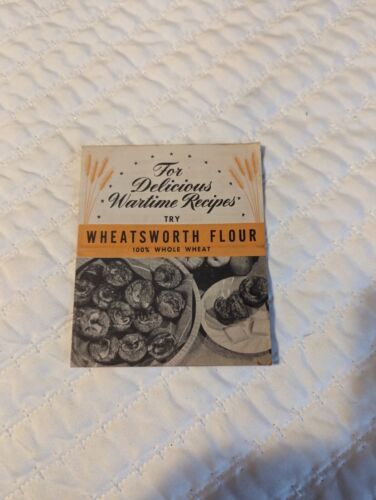 For
Delicious
Wartime Recipes
TRY
WHEATSWORTH FLOUR
100% WHOLE WHEAT